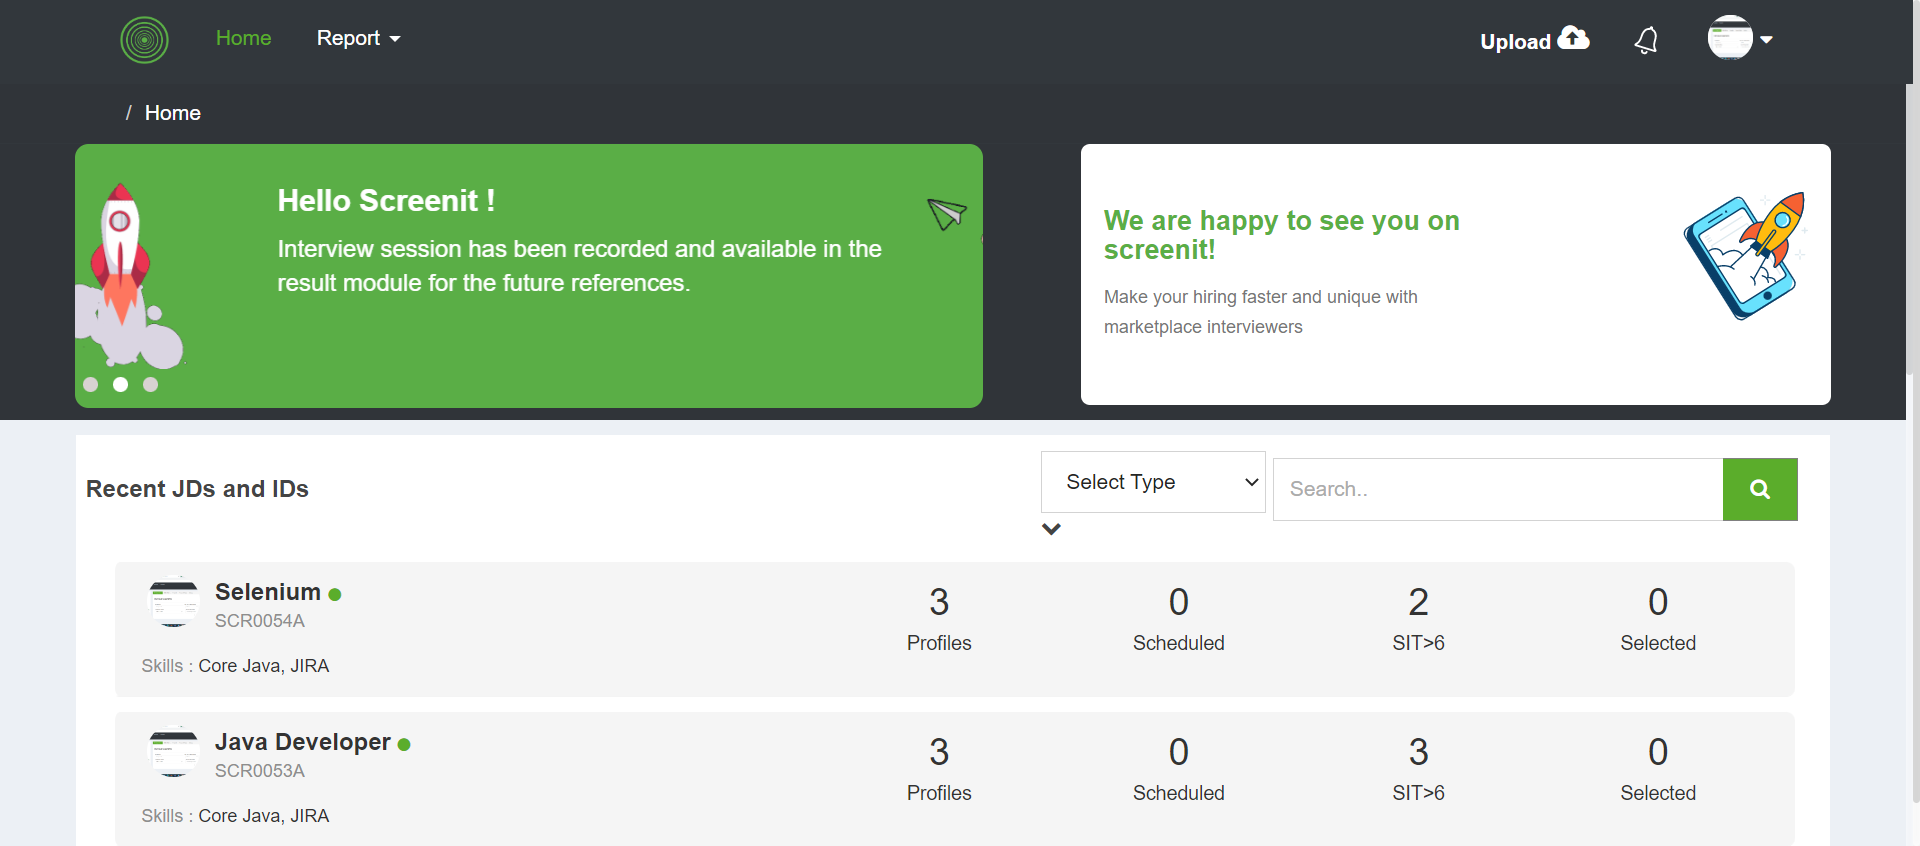 Home Report Upload
/ Home
Hello Screenit !
Interview session has been recorded and available in the
result module for the future references.
We are happy to see you on
screenit!
Make your hiring faster and unique with
marketplace interviewers
Recent JDs and IDs
Select Type
Search..
Selenium
SCR0054A
Skills : Core Java, JIRA
3 0 2 0
Profiles Scheduled SIT>6 Selected
Java Developer
SCR0053A
Skills : Core Java, JIRA
3 0 3 0
Profiles Scheduled SIT>6 Selected